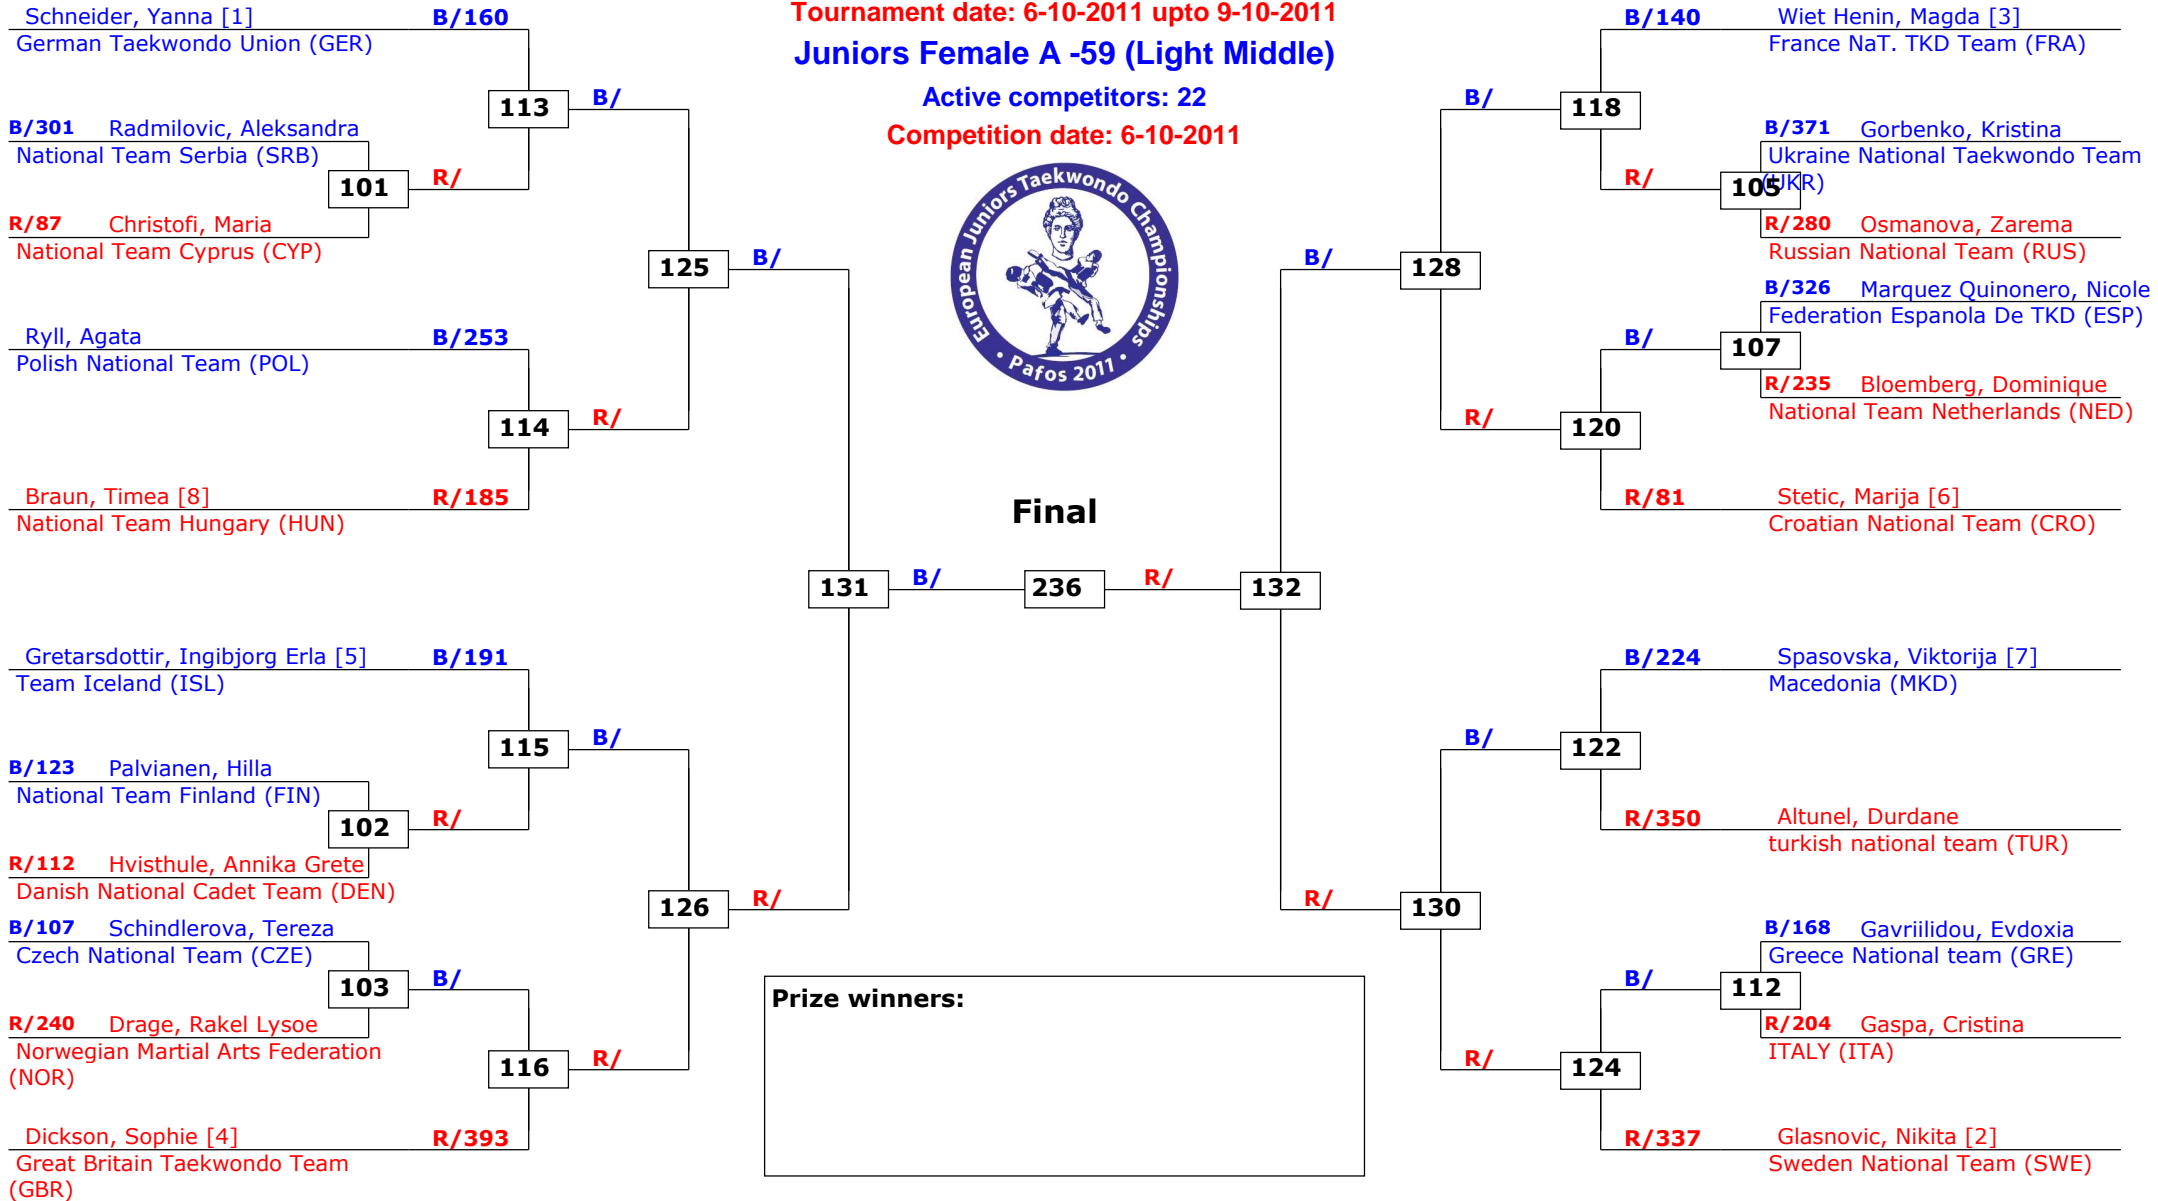 Tournament date: 6-10-2011 upto 9-10-2011
Juniors Female A -59 (Light Middle)
Active competitors: 22
Competition date: 6-10-2011
European Juniors Taekwondo Championships
• Pafos 2011 •
Schneider, Yanna [1] B/160
German Taekwondo Union (GER)
113 B/
B/301 Radmilovic, Aleksandra
National Team Serbia (SRB)
101 R/
R/87 Christofi, Maria
National Team Cyprus (CYP)
125 B/
Ryll, Agata B/253
Polish National Team (POL)
114 R/
Braun, Timea [8] R/185
National Team Hungary (HUN)
Final
131 B/ 236 R/ 132
Gretarsdottir, Ingibjorg Erla [5] B/191
Team Iceland (ISL)
115 B/
B/123 Palvianen, Hilla
National Team Finland (FIN)
102 R/
R/112 Hvisthule, Annika Grete
Danish National Cadet Team (DEN)
126 R/
B/107 Schindlerova, Tereza
Czech National Team (CZE)
103 B/
R/240 Drage, Rakel Lysoe
Norwegian Martial Arts Federation
(NOR)
116 R/
Dickson, Sophie [4] R/393
Great Britain Taekwondo Team
(GBR)
Prize winners:
B/140 Wiet Henin, Magda [3]
France NaT. TKD Team (FRA)
B/ 118
B/371 Gorbenko, Kristina
Ukraine National Taekwondo Team
(UKR)
R/ 105
R/280 Osmanova, Zarema
Russian National Team (RUS)
B/ 128
B/326 Marquez Quinonero, Nicole
Federation Espanola De TKD (ESP)
B/ 107
R/235 Bloemberg, Dominique
National Team Netherlands (NED)
R/ 120
R/81 Stetic, Marija [6]
Croatian National Team (CRO)
B/224 Spasovska, Viktorija [7]
Macedonia (MKD)
B/ 122
R/350 Altunel, Durdane
turkish national team (TUR)
R/ 130
B/168 Gavriilidou, Evdoxia
Greece National team (GRE)
B/ 112
R/204 Gaspa, Cristina
ITALY (ITA)
R/ 124
R/337 Glasnovic, Nikita [2]
Sweden National Team (SWE)